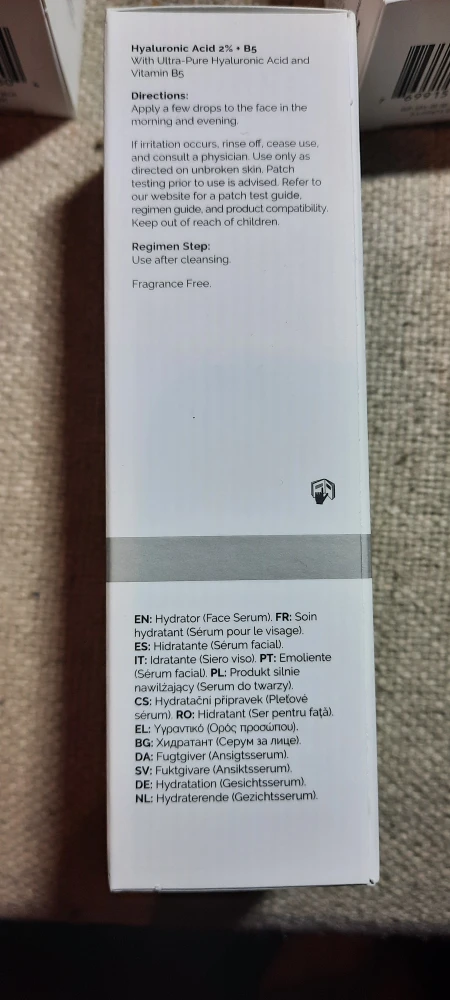 Hyaluronic Acid 2% + B5
With Ultra-Pure Hyaluronic Acid and
Vitamin B5
Directions:
Apply a few drops to the face in the
morning and evening.
If irritation occurs, rinse off, cease use,
and consult a physician. Use only as
directed on unbroken skin. Patch
testing prior to use is advised. Refer to
our website for a patch test guide,
regimen guide, and product compatibility.
Keep out of reach of children.
Regimen Step:
Use after cleansing.
Fragrance Free.
EN: Hydrator (Face Serum). FR: Soin
hydratant (Sérum pour le visage).
ES: Hidratante (Sérum facial).
IT: Idratante (Siero viso). PT: Emoliente
(Sérum facial). PL: Produkt silnie
nawilżający (Serum do twarzy).
CS: Hydratační připravek (Pleťové
sérum). RO: Hidratant (Ser pentru față).
EL: Υγραντικό (Ορός προσώπου).
BG: Хидратант (Серум за лице).
DA: Fugtgiver (Ansigtsserum).
SV: Fuktgivare (Ansiktsserum).
DE: Hydratation (Gesichtsserum).
NL: Hydraterende (Gezichtsserum).